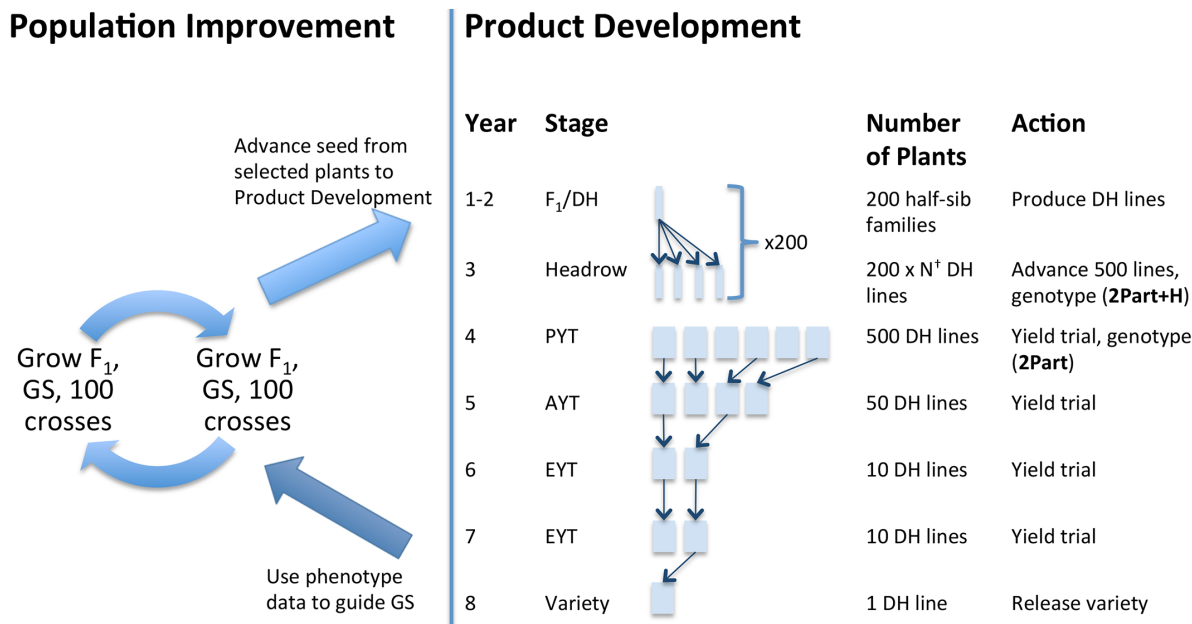 Population Improvement
Advance seed from
selected plants to
Product Development
Grow F₁,
GS, 100
crosses
Grow F₁,
GS, 100
crosses
Use phenotype
data to guide GS
Product Development
Year Stage Number of Plants Action
1-2 F₁/DH 200 half-sib families Produce DH lines
x200
3 Headrow 200 x N† DH lines Advance 500 lines, genotype (2Part+H)
4 PYT 500 DH lines Yield trial, genotype (2Part)
5 AYT 50 DH lines Yield trial
6 EYT 10 DH lines Yield trial
7 EYT 10 DH lines Yield trial
8 Variety 1 DH line Release variety